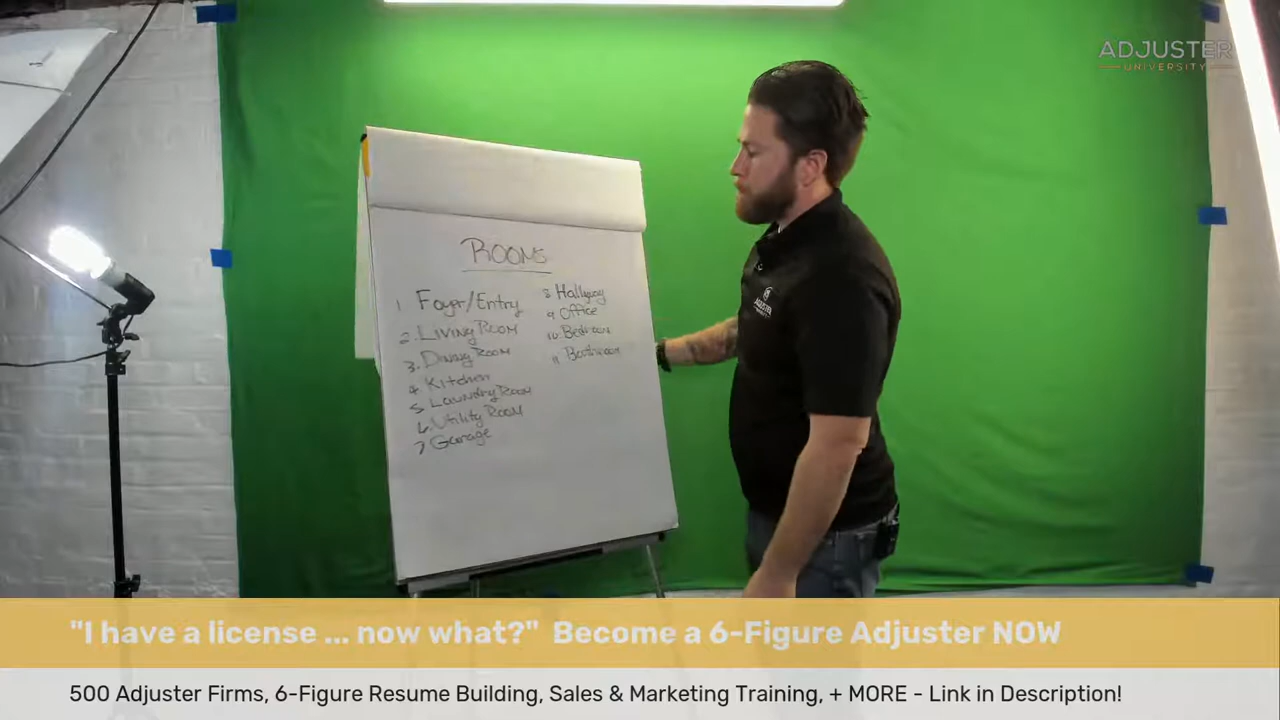 ADJUSTER
UNIVERSITY
ROOMS
1 Foyer/Entry
2. Living Room
3. Dining Room
4 Kitchen
5 Laundry Room
6. Utility Room
7 Garage
8 Hallway
9 Office
10. Bedroom
11 Bathroom
ADJUSTER
"I have a license ... now what?" Become a 6-Figure Adjuster NOW
500 Adjuster Firms, 6-Figure Resume Building, Sales & Marketing Training, + MORE - Link in Description!